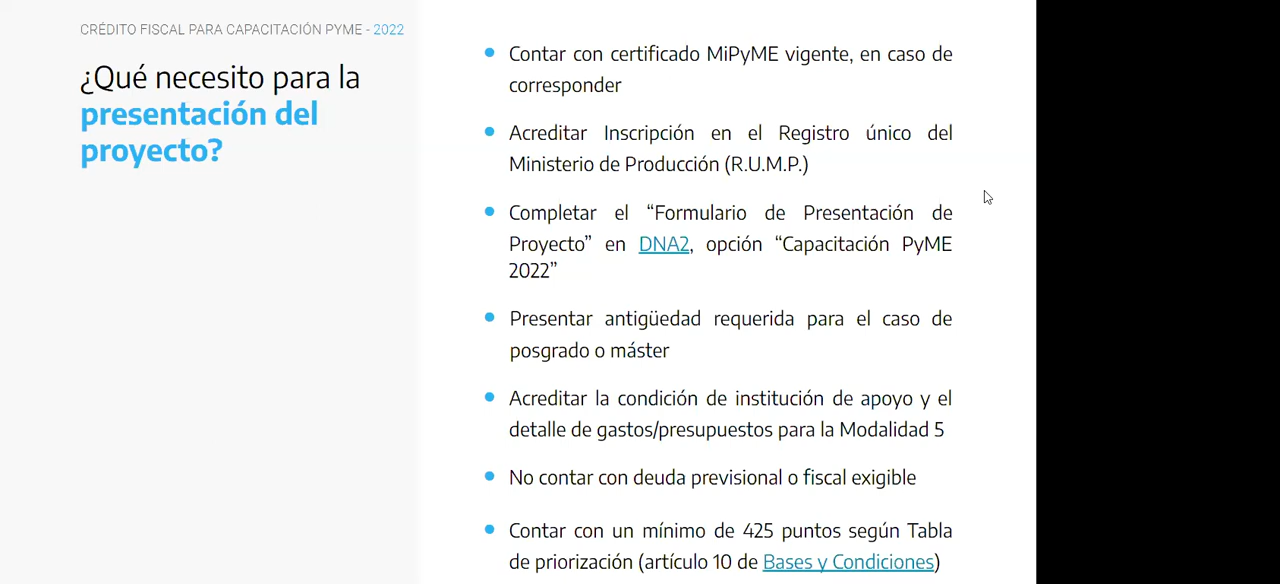 CRÉDITO FISCAL PARA CAPACITACIÓN PYME - 2022
¿Qué necesito para la
presentación del
proyecto?
Contar con certificado MiPyME vigente, en caso de
corresponder
Acreditar Inscripción en el Registro único del
Ministerio de Producción (R.U.M.P.)
Completar el “Formulario de Presentación de
Proyecto” en DNA2, opción “Capacitación PyME
2022”
Presentar antigüedad requerida para el caso de
posgrado o máster
Acreditar la condición de institución de apoyo y el
detalle de gastos/presupuestos para la Modalidad 5
No contar con deuda previsional o fiscal exigible
Contar con un mínimo de 425 puntos según Tabla
de priorización (artículo 10 de Bases y Condiciones)